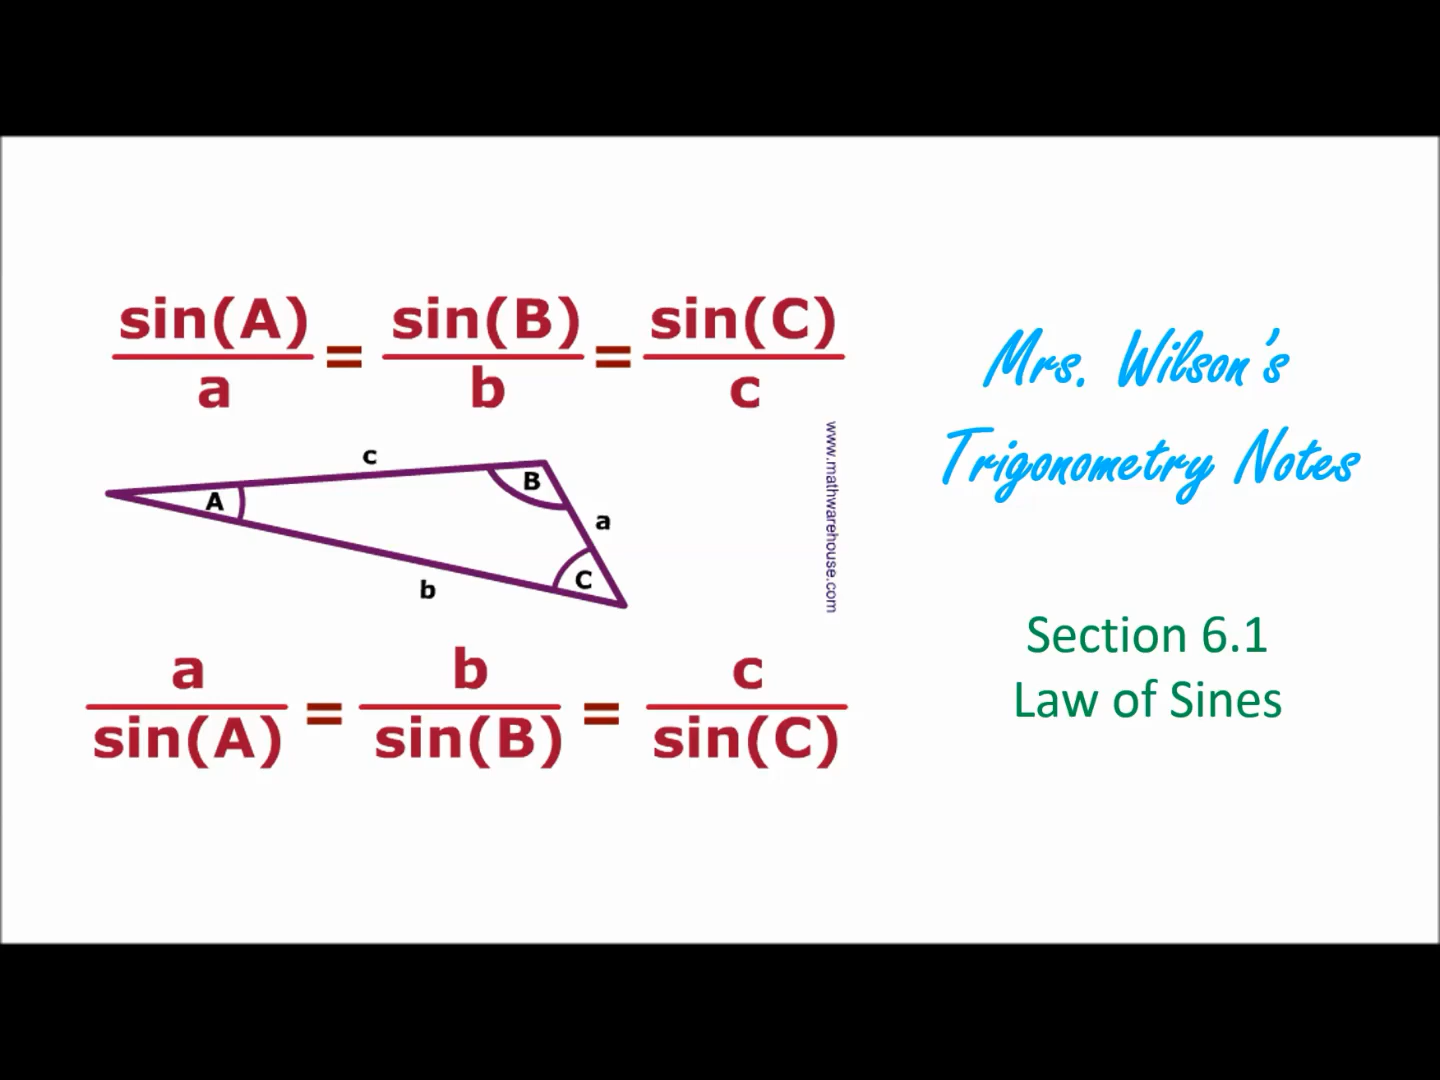 sin(A) = sin(B) = sin(C)
a b c
c
A
B
a
C
b
www.mathwarehouse.com
a = b = c
sin(A) sin(B) sin(C)
Mrs. Wilson's
Trigonometry Notes
Section 6.1
Law of Sines